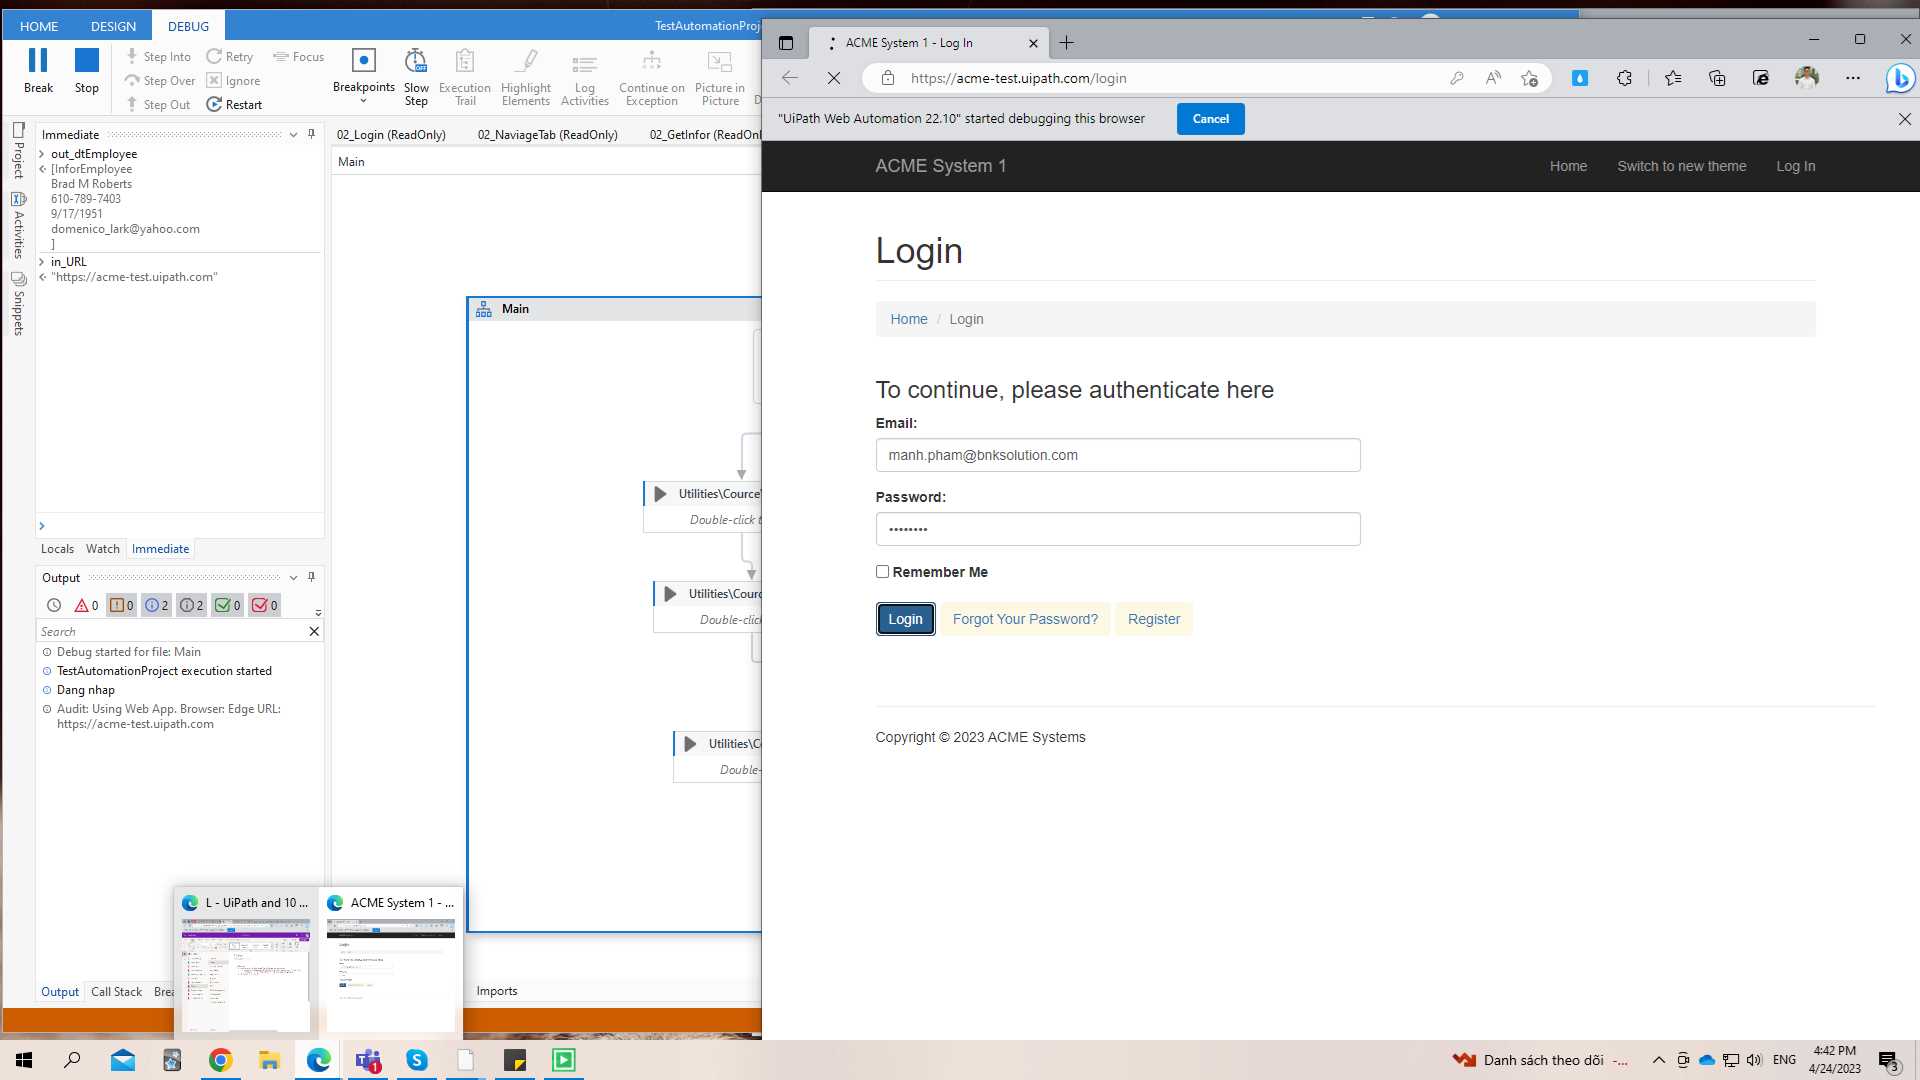 HOME DESIGN DEBUG
TestAutomationProj
Break
Stop
Step Into
Step Over
Step Out
Retry
Ignore
Restart
Focus
Breakpoints
Slow Step
OFF
Execution Trail
Highlight Elements
Log Activities
Continue on Exception
Picture in Picture
Project
Activities
Snippets
Immediate
out_dtEmployee
[InforEmployee
Brad M Roberts
610-789-7403
9/17/1951
domenico_lark@yahoo.com
]
in_URL
"https://acme-test.uipath.com"
Locals Watch Immediate
Output
0 0 2 2 0 0
Search
Debug started for file: Main
TestAutomationProject execution started
Dang nhap
Audit: Using Web App. Browser: Edge URL:
https://acme-test.uipath.com
Output Call Stack Brea
02_Login (ReadOnly) 02_NaviageTab (ReadOnly) 02_GetInfor (ReadOnl
Main
Main
Utilities\Cource\
Double-click t
Utilities\Courc
Double-click
Utilities\Co
Double-
Imports
L - UiPath and 10 ...
ACME System 1 - ...
ACME System 1 - Log In
https://acme-test.uipath.com/login
"UiPath Web Automation 22.10" started debugging this browser
Cancel
ACME System 1
Home Switch to new theme Log In
Login
Home / Login
To continue, please authenticate here
Email:
manh.pham@bnksolution.com
Password:
Remember Me
Login
Forgot Your Password?
Register
Copyright © 2023 ACME Systems
1
Danh sách theo dõi -...
ENG
4:42 PM
4/24/2023
3